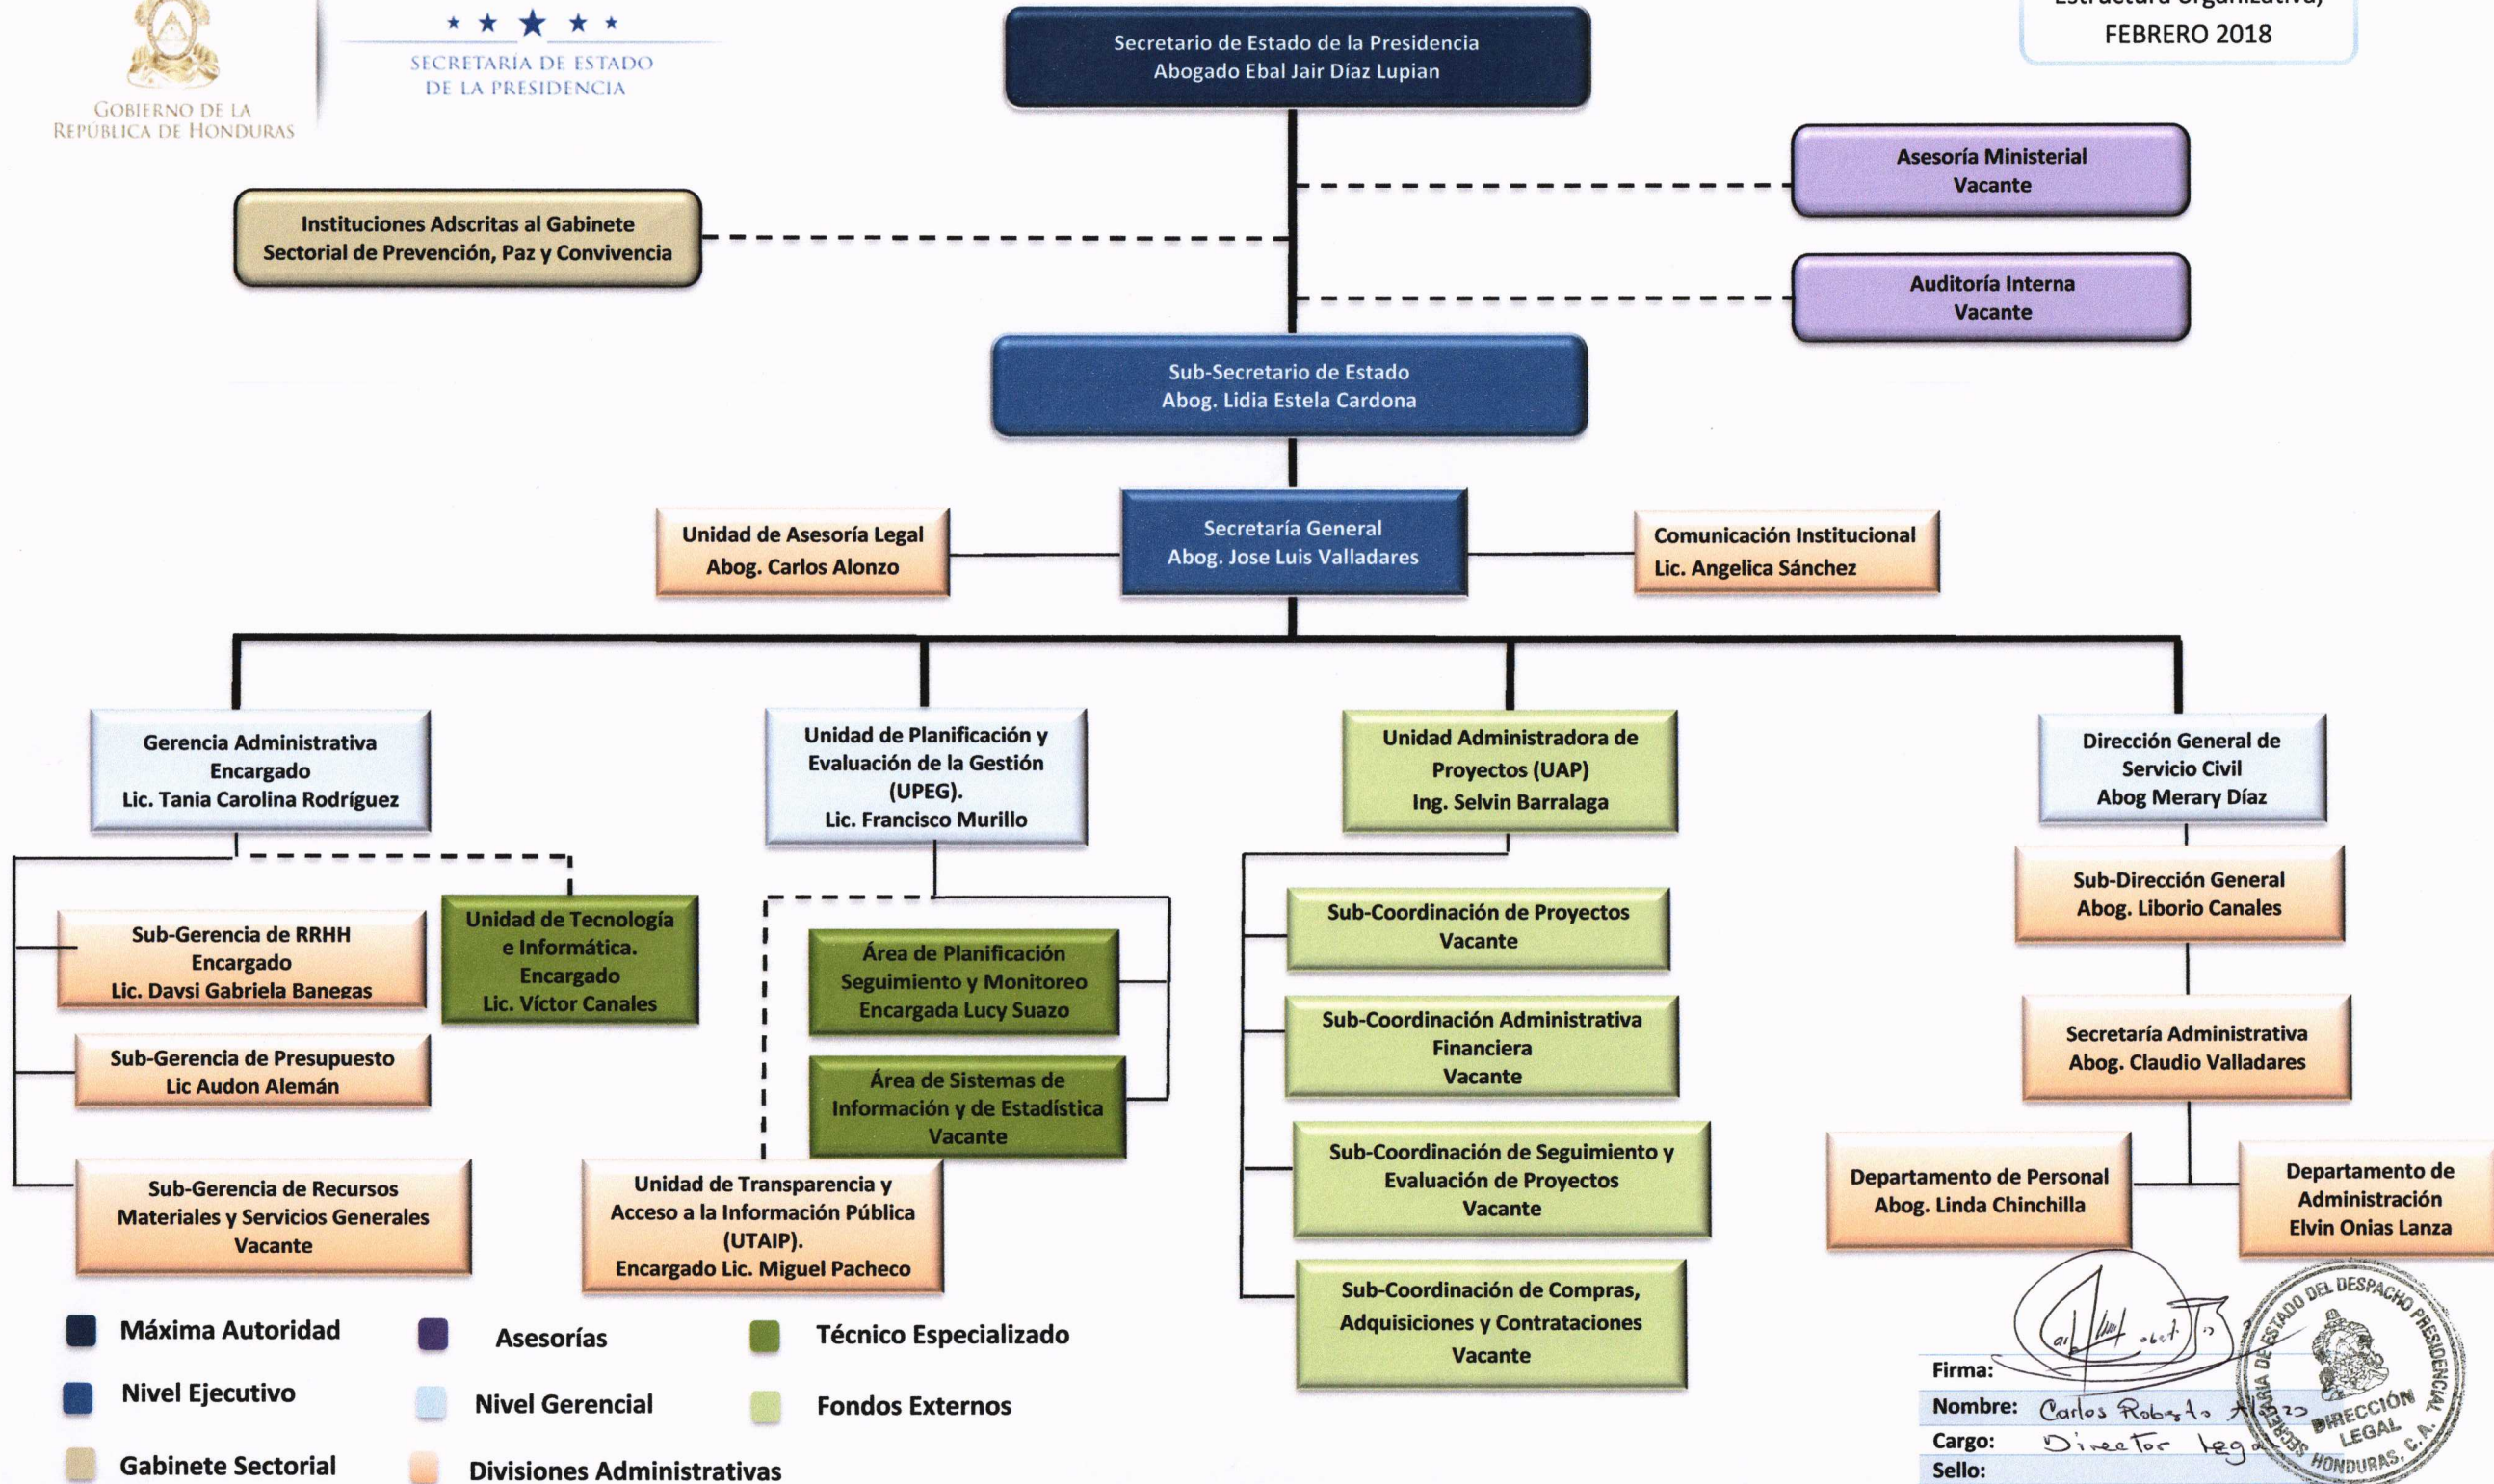 GOBIERNO DE LA
REPÚBLICA DE HONDURAS
SECRETARÍA DE ESTADO
DE LA PRESIDENCIA
Secretario de Estado de la Presidencia
Abogado Ebal Jair Díaz Lupian
Estructura Organizativa,
FEBRERO 2018
Asesoría Ministerial
Vacante
Instituciones Adscritas al Gabinete
Sectorial de Prevención, Paz y Convivencia
Auditoría Interna
Vacante
Sub-Secretario de Estado
Abog. Lidia Estela Cardona
Unidad de Asesoría Legal
Abog. Carlos Alonzo
Secretaría General
Abog. Jose Luis Valladares
Comunicación Institucional
Lic. Angelica Sánchez
Gerencia Administrativa
Encargado
Lic. Tania Carolina Rodríguez
Unidad de Planificación y
Evaluación de la Gestión
(UPEG).
Lic. Francisco Murillo
Unidad Administradora de
Proyectos (UAP)
Ing. Selvin Barralaga
Dirección General de
Servicio Civil
Abog Merary Díaz
Sub-Gerencia de RRHH
Encargado
Lic. Daysi Gabriela Banegas
Unidad de Tecnología
e Informática.
Encargado
Lic. Víctor Canales
Sub-Gerencia de Presupuesto
Lic Audon Alemán
Sub-Gerencia de Recursos
Materiales y Servicios Generales
Vacante
Área de Planificación
Seguimiento y Monitoreo
Encargada Lucy Suazo
Área de Sistemas de
Información y de Estadística
Vacante
Unidad de Transparencia y
Acceso a la Información Pública
(UTAIP).
Encargado Lic. Miguel Pacheco
Sub-Coordinación de Proyectos
Vacante
Sub-Coordinación Administrativa
Financiera
Vacante
Sub-Coordinación de Seguimiento y
Evaluación de Proyectos
Vacante
Sub-Coordinación de Compras,
Adquisiciones y Contrataciones
Vacante
Sub-Dirección General
Abog. Liborio Canales
Secretaría Administrativa
Abog. Claudio Valladares
Departamento de Personal
Abog. Linda Chinchilla
Departamento de
Administración
Elvin Onias Lanza
Máxima Autoridad
Asesorías
Técnico Especializado
Nivel Ejecutivo
Nivel Gerencial
Fondos Externos
Gabinete Sectorial
Divisiones Administrativas
Firma:
Nombre: Carlos Roberto Alonzo
Cargo: Director Legal
Sello:
SECRETARIA DE ESTADO DEL DESPACHO PRESIDENCIAL
DIRECCIÓN
LEGAL
HONDURAS, C.A.